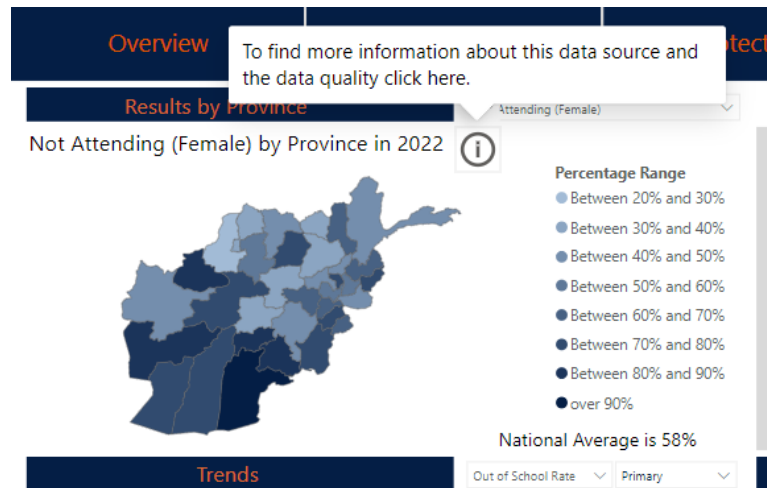 Overview
To find more information about this data source and
the data quality click here.
Results by Province
Attending (Female)
Not Attending (Female) by Province in 2022
Percentage Range
Between 20% and 30%
Between 30% and 40%
Between 40% and 50%
Between 50% and 60%
Between 60% and 70%
Between 70% and 80%
Between 80% and 90%
over 90%
National Average is 58%
Trends
Out of School Rate
Primary